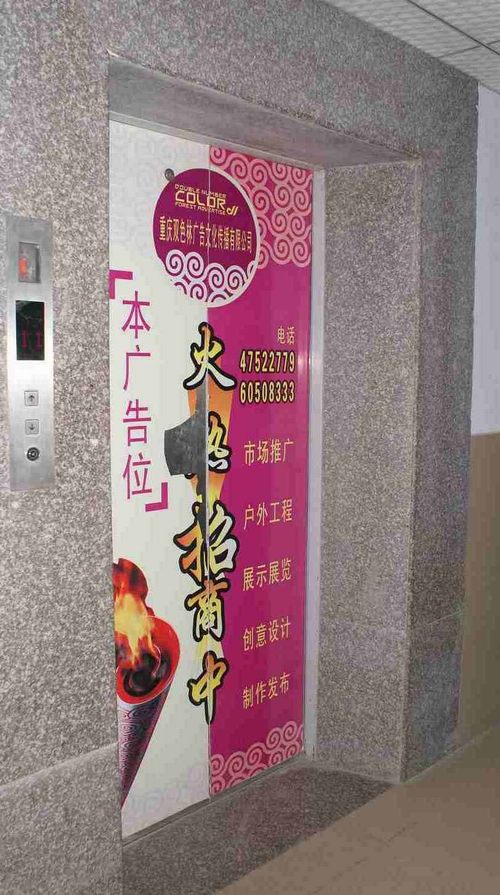 DOUBLE NUMBER
COLOR
FOREST ADVERTISE
重庆双色林广告文化传播有限公司
本广告位
火热招商中
电话
47522779
60508333
市场推广
户外工程
展示展览
创意设计
制作发布